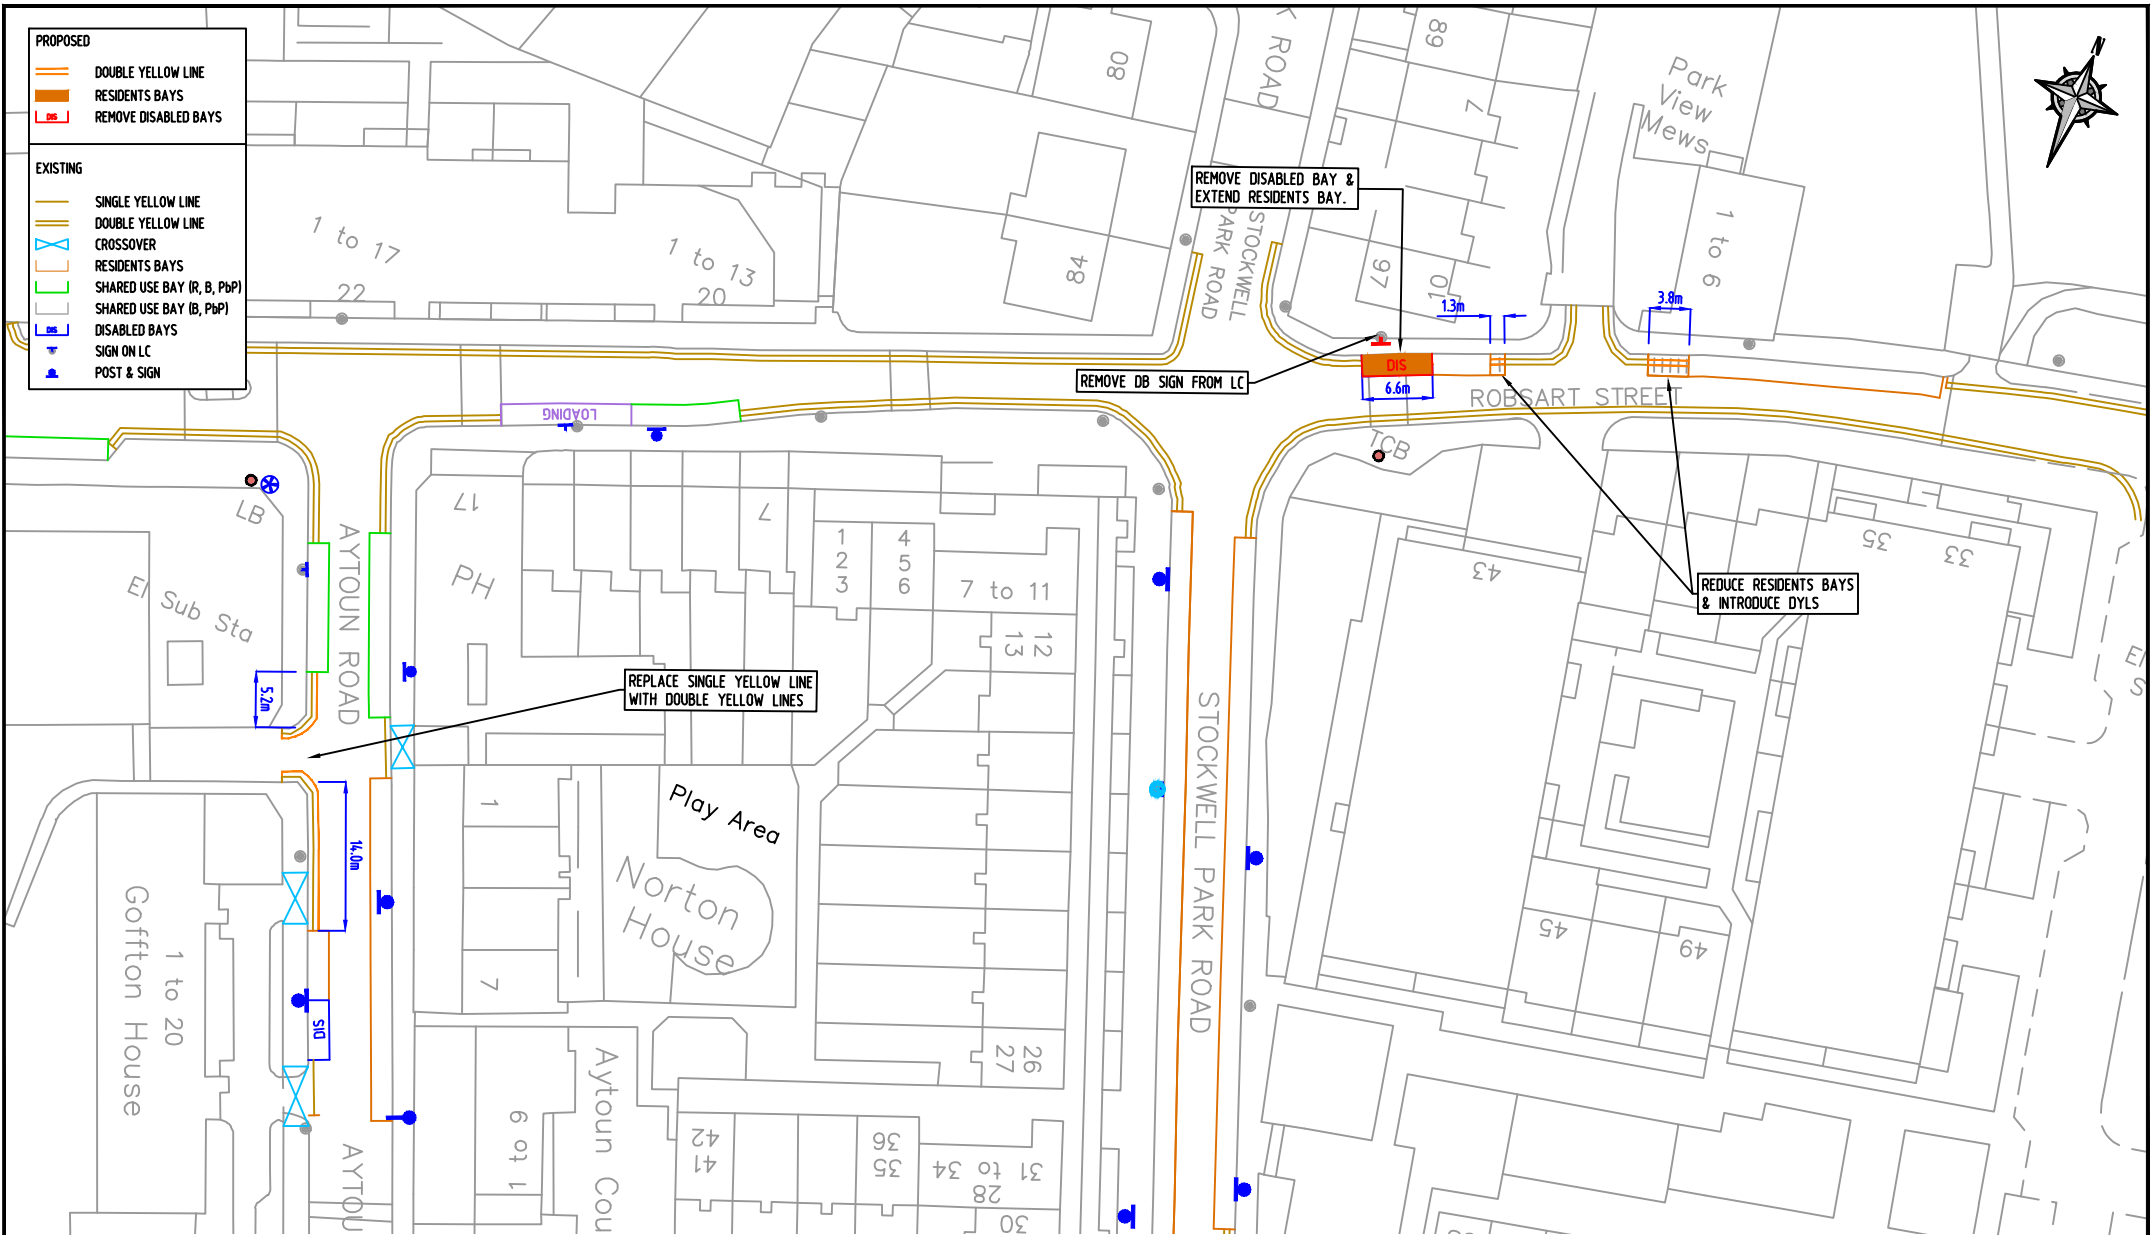 PROPOSED
DOUBLE YELLOW LINE
RESIDENTS BAYS
DIS REMOVE DISABLED BAYS
EXISTING
SINGLE YELLOW LINE
DOUBLE YELLOW LINE
CROSSOVER
RESIDENTS BAYS
SHARED USE BAY (R, B, PbP)
SHARED USE BAY (B, PbP)
DIS DISABLED BAYS
SIGN ON LC
POST & SIGN
N
80
K ROAD
89
7
Park
View
Mews
REMOVE DISABLED BAY &
EXTEND RESIDENTS BAY.
STOCKWELL
PARK ROAD
1 to 17
22
1 to 13
20
84
97
10
1 to 6
1.3m
3.8m
REMOVE DB SIGN FROM LC
DIS
6.6m
ROBSART STREET
LOADING
TCB
LB
17
7
AYTOUN ROAD
PH
1
2
3
4
5
6
7 to 11
12
13
43
35
33
El Sub Sta
REDUCE RESIDENTS BAYS
& INTRODUCE DYLS
El
S
5.2m
REPLACE SINGLE YELLOW LINE
WITH DOUBLE YELLOW LINES
STOCKWELL PARK ROAD
Play Area
1
14.0m
Norton
House
7
45
49
Goffton House
1 to 20
DIS
26
27
Aytoun Cou
1 to 6
AYTOU
42
41
36
35
31 to 34
28
30